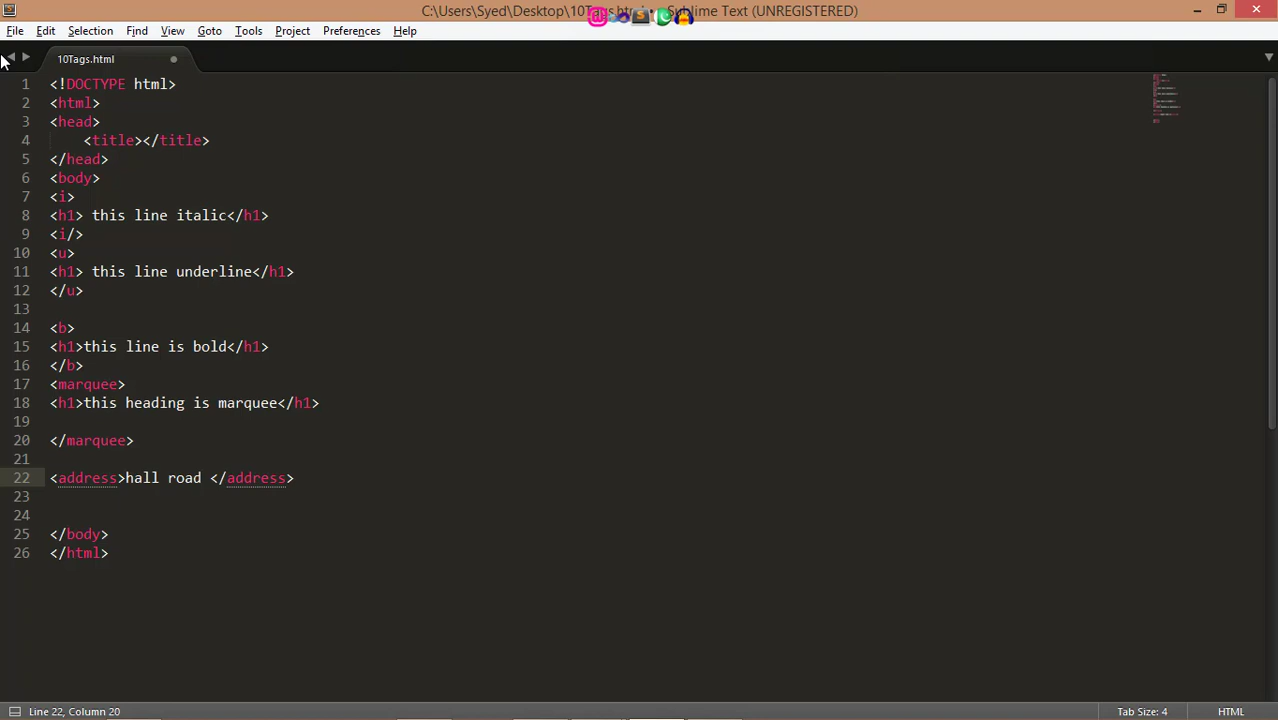 C:\Users\Syed\Desktop\10Tags.html • - Sublime Text (UNREGISTERED)
File Edit Selection Find View Goto Tools Project Preferences Help
10Tags.html
1 <!DOCTYPE html>
2 <html>
3 <head>
4 <title></title>
5 </head>
6 <body>
7 <i>
8 <h1> this line italic</h1>
9 <i/>
10 <u>
11 <h1> this line underline</h1>
12 </u>
13
14 <b>
15 <h1>this line is bold</h1>
16 </b>
17 <marquee>
18 <h1>this heading is marquee</h1>
19
20 </marquee>
21
22 <address>hall road </address>
23
24
25 </body>
26 </html>
Line 22, Column 20 Tab Size: 4 HTML